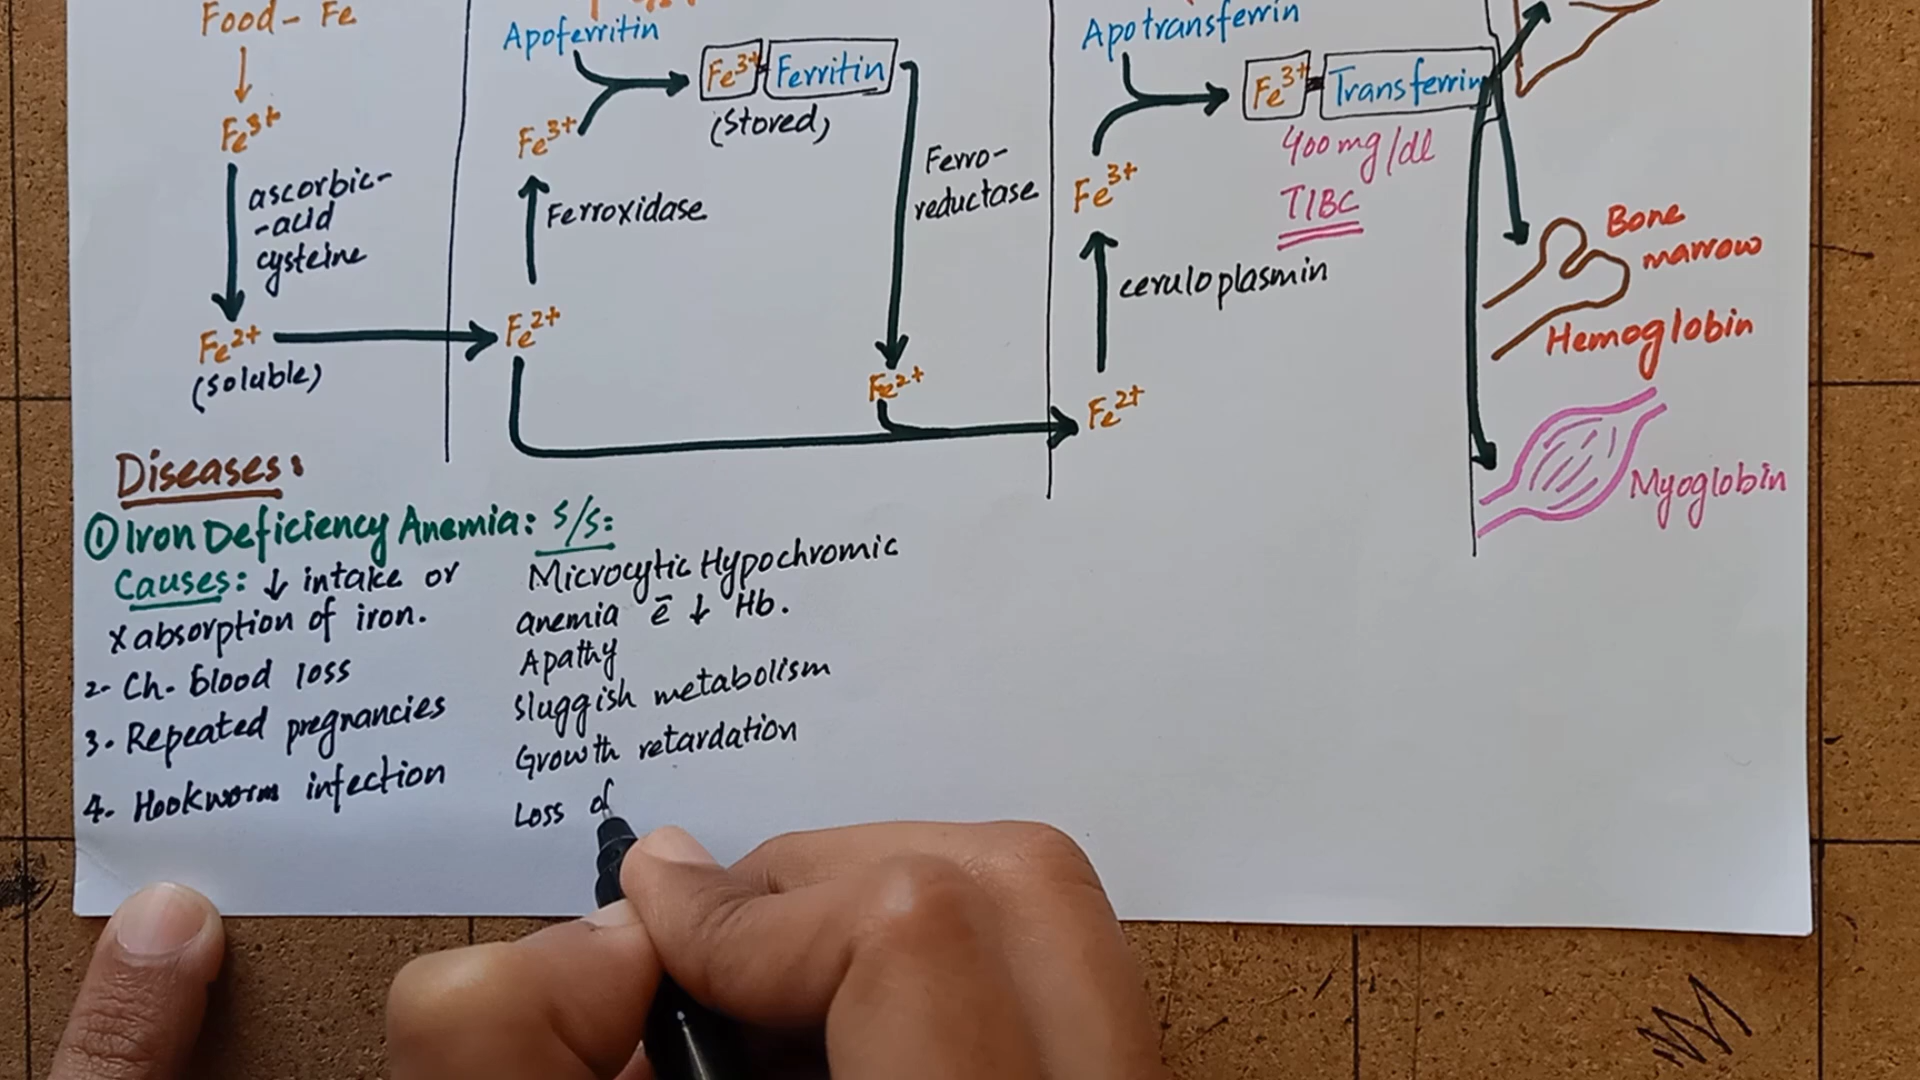 Food - Fe
Fe3+
ascorbic-
-acid
cysteine
Fe2+
(soluble)
Apoferritin
Fe3+
Ferritin
(Stored)
Fe3+
Ferroxidase
Fe2+
Ferro-
reductase
Fe2+
Apotransferrin
Fe3+
Transferrin
400mg/dl
TIBC
Fe3+
ceruloplasmin
Fe2+
Bone
marrow
Hemoglobin
Myoglobin
Diseases:
① Iron Deficiency Anemia:
Causes: ↓ intake or
x absorption of iron.
2- Ch. blood loss
3. Repeated pregnancies
4. Hookworm infection
S/S:
Microcytic Hypochromic
anemia c̄ ↓ Hb.
Apathy
Sluggish metabolism
Growth retardation
Loss of